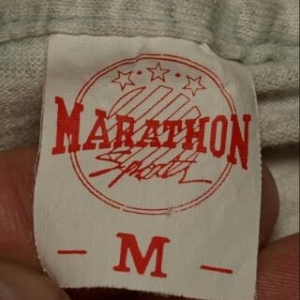 MARATHON
Sports
— M —